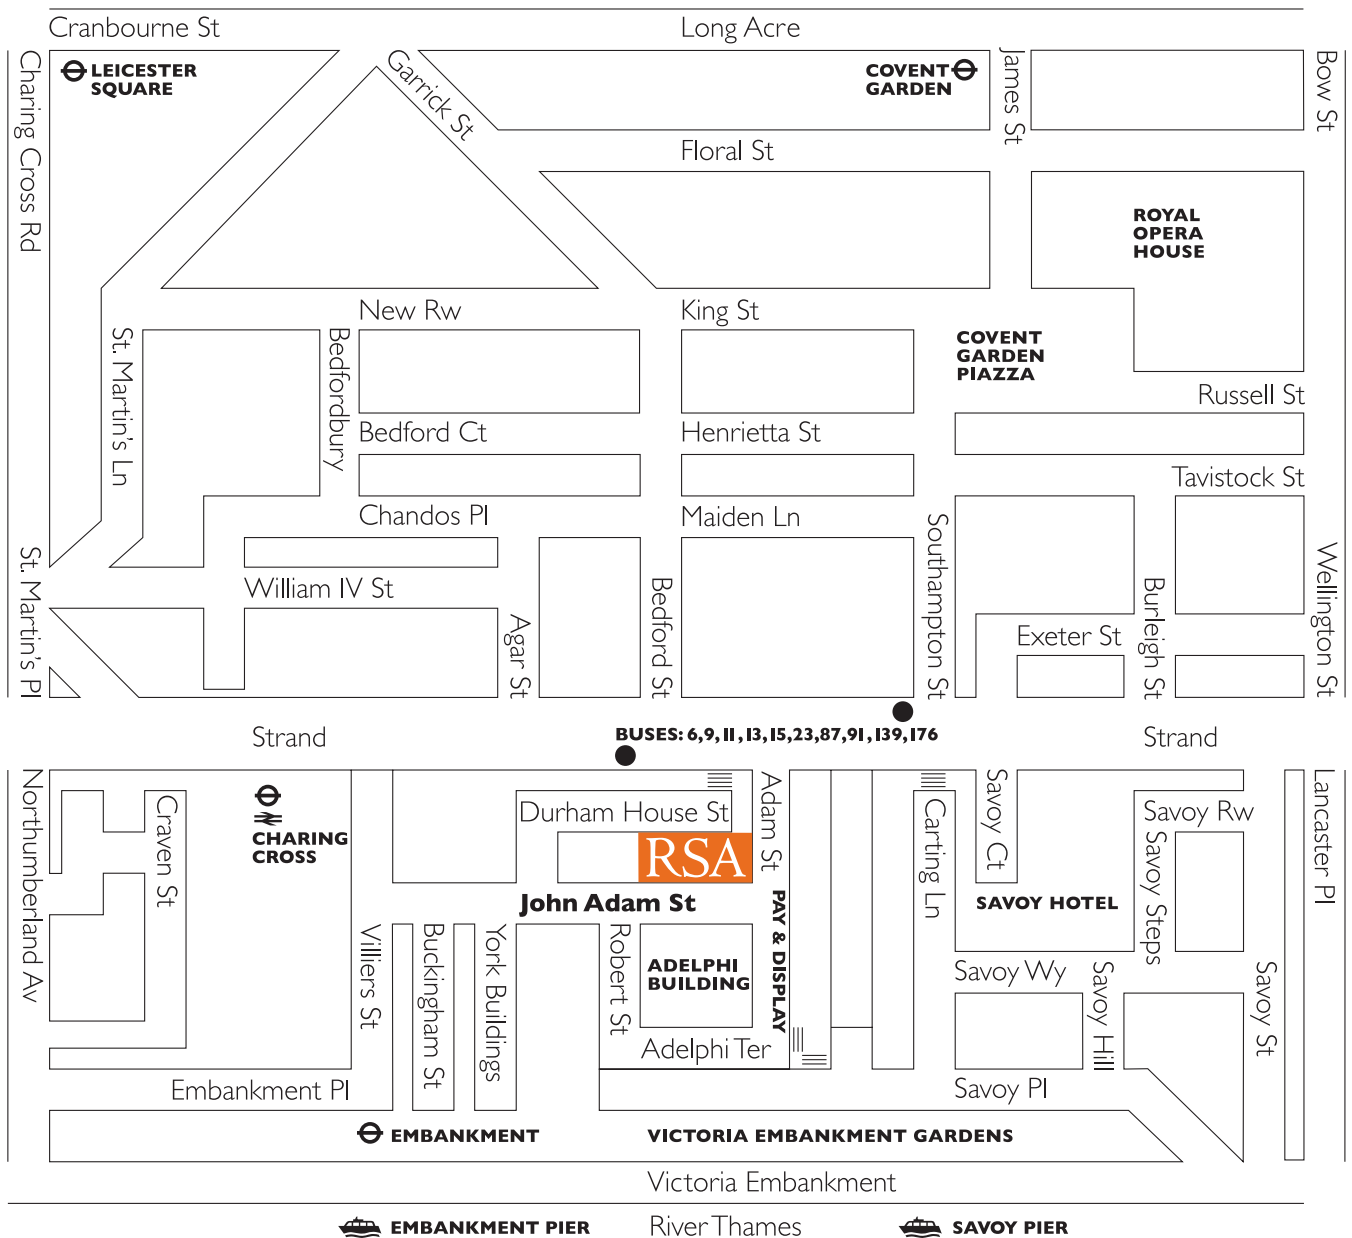 Cranbourne St
Long Acre
Charing Cross Rd
LEICESTER
SQUARE
Garrick St
COVENT
GARDEN
James St
Bow St
Floral St
ROYAL
OPERA
HOUSE
New Rw
King St
St. Martin's Ln
Bedfordbury
COVENT
GARDEN
PIAZZA
Russell St
Bedford Ct
Henrietta St
Tavistock St
Chandos Pl
Maiden Ln
Southampton St
St. Martin's Pl
William IV St
Agar St
Bedford St
Burleigh St
Exeter St
Wellington St
Strand
BUSES: 6,9,11,13,15,23,87,91,139,176
Strand
Northumberland Av
Craven St
CHARING
CROSS
Durham House St
Adam St
RSA
Carting Ln
Savoy Ct
Savoy Rw
Savoy Steps
Lancaster Pl
John Adam St
SAVOY HOTEL
PAY & DISPLAY
Villiers St
Buckingham St
York Buildings
Robert St
ADELPHI
BUILDING
Savoy Wy
Savoy Hill
Savoy St
Adelphi Ter
Embankment Pl
Savoy Pl
EMBANKMENT
VICTORIA EMBANKMENT GARDENS
Victoria Embankment
EMBANKMENT PIER
River Thames
SAVOY PIER